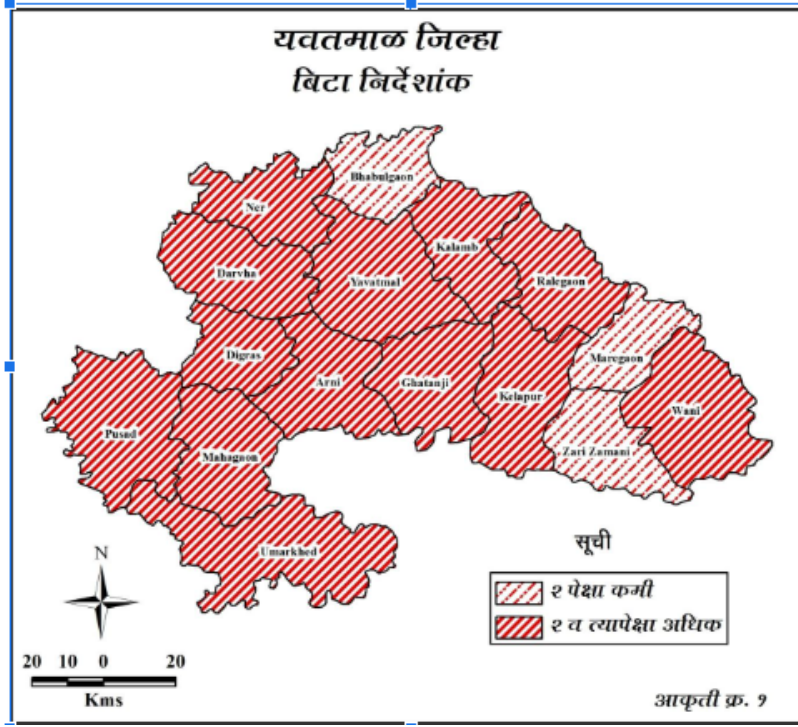 यवतमाळ जिल्हा
बिटा निर्देशांक
Bhabulgaon
Ner
Kalamb
Darvha
Yavatmal
Ralegaon
Digras
Maregaon
Arni
Ghatanji
Kelapur
Wani
Pusad
Mahagaon
Zari Zamani
Umarkhed
सूची
२ पेक्षा कमी
२ व त्यापेक्षा अधिक
N
20 10 0 20
Kms
आकृती क्र. १